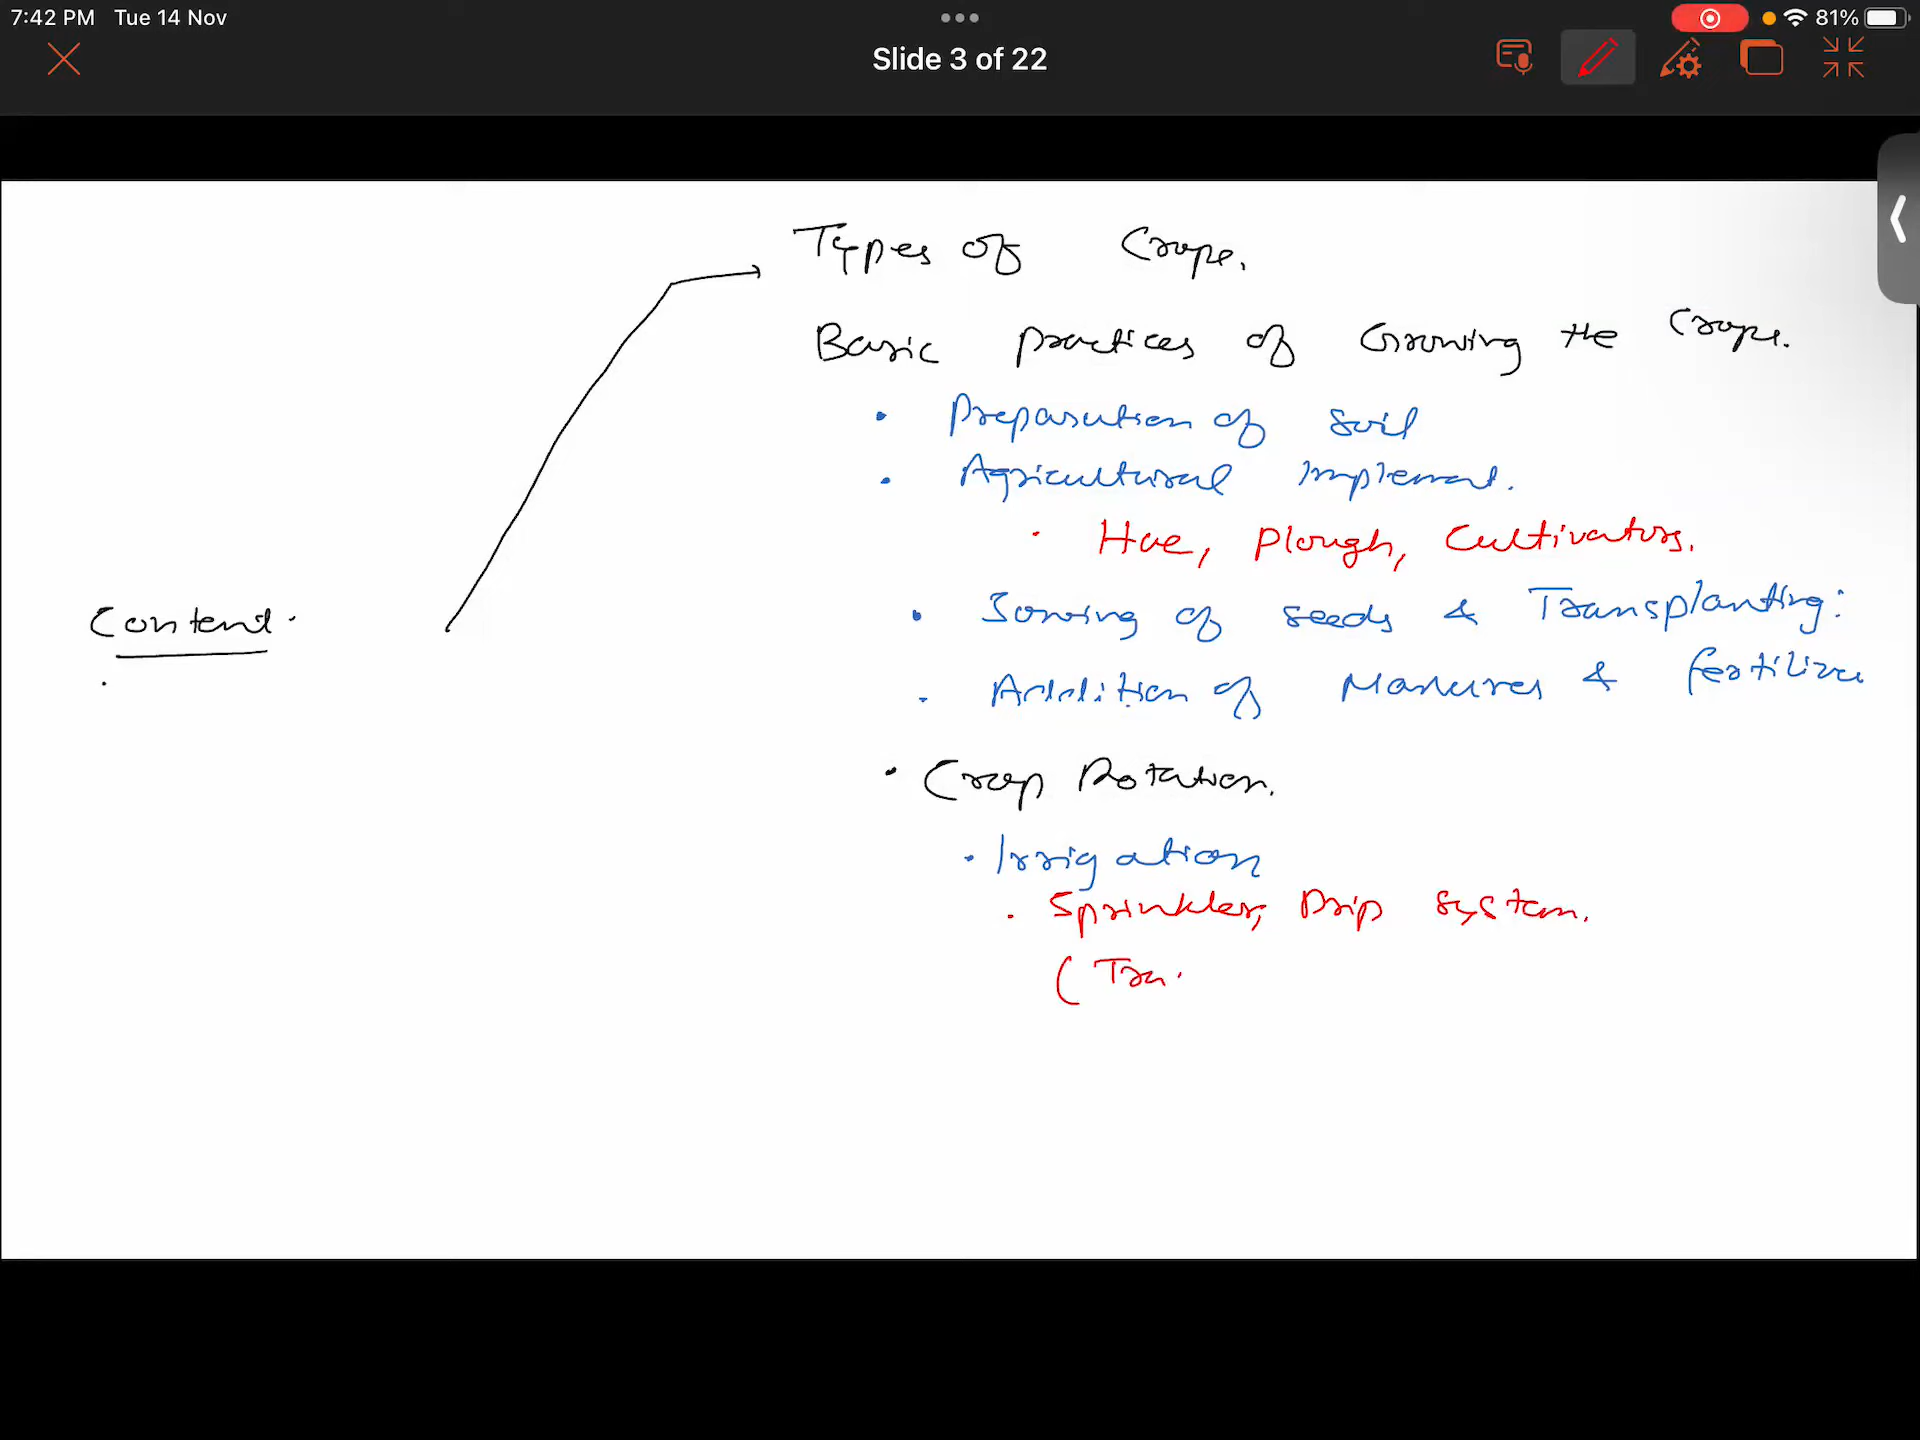 7:42 PM Tue 14 Nov
81%
Slide 3 of 22
Types of Crops.
Basic practices of Growing the Crops.
• Preparation of Soil
• Agricultural Implement.
• Hoe, Plough, Cultivators.
Content.
• Sowing of seeds & Transplanting:
• Addition of Manures & fertilize
• Crop Rotation.
• Irrigation
• Sprinkler, Drip System.
( Tra.